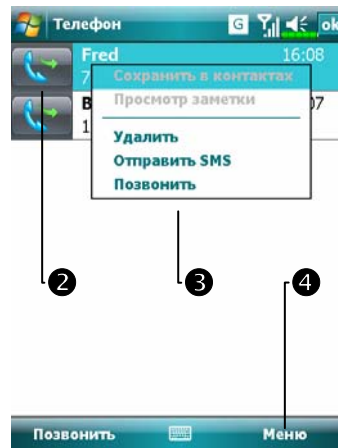 Телефон G ok
Fred 16:08
7 Сохранить в контактах
Просмотр заметки
В 07
1
Удалить
Отправить SMS
Позвонить
2 3 4
Позвонить Меню